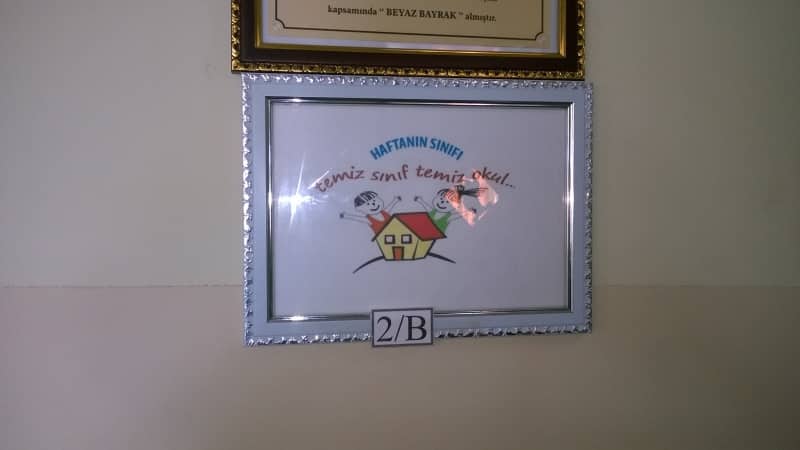 kapsamında " BEYAZ BAYRAK " almıştır.
HAFTANIN SINIFI
temiz sınıf temiz okul...
2/B